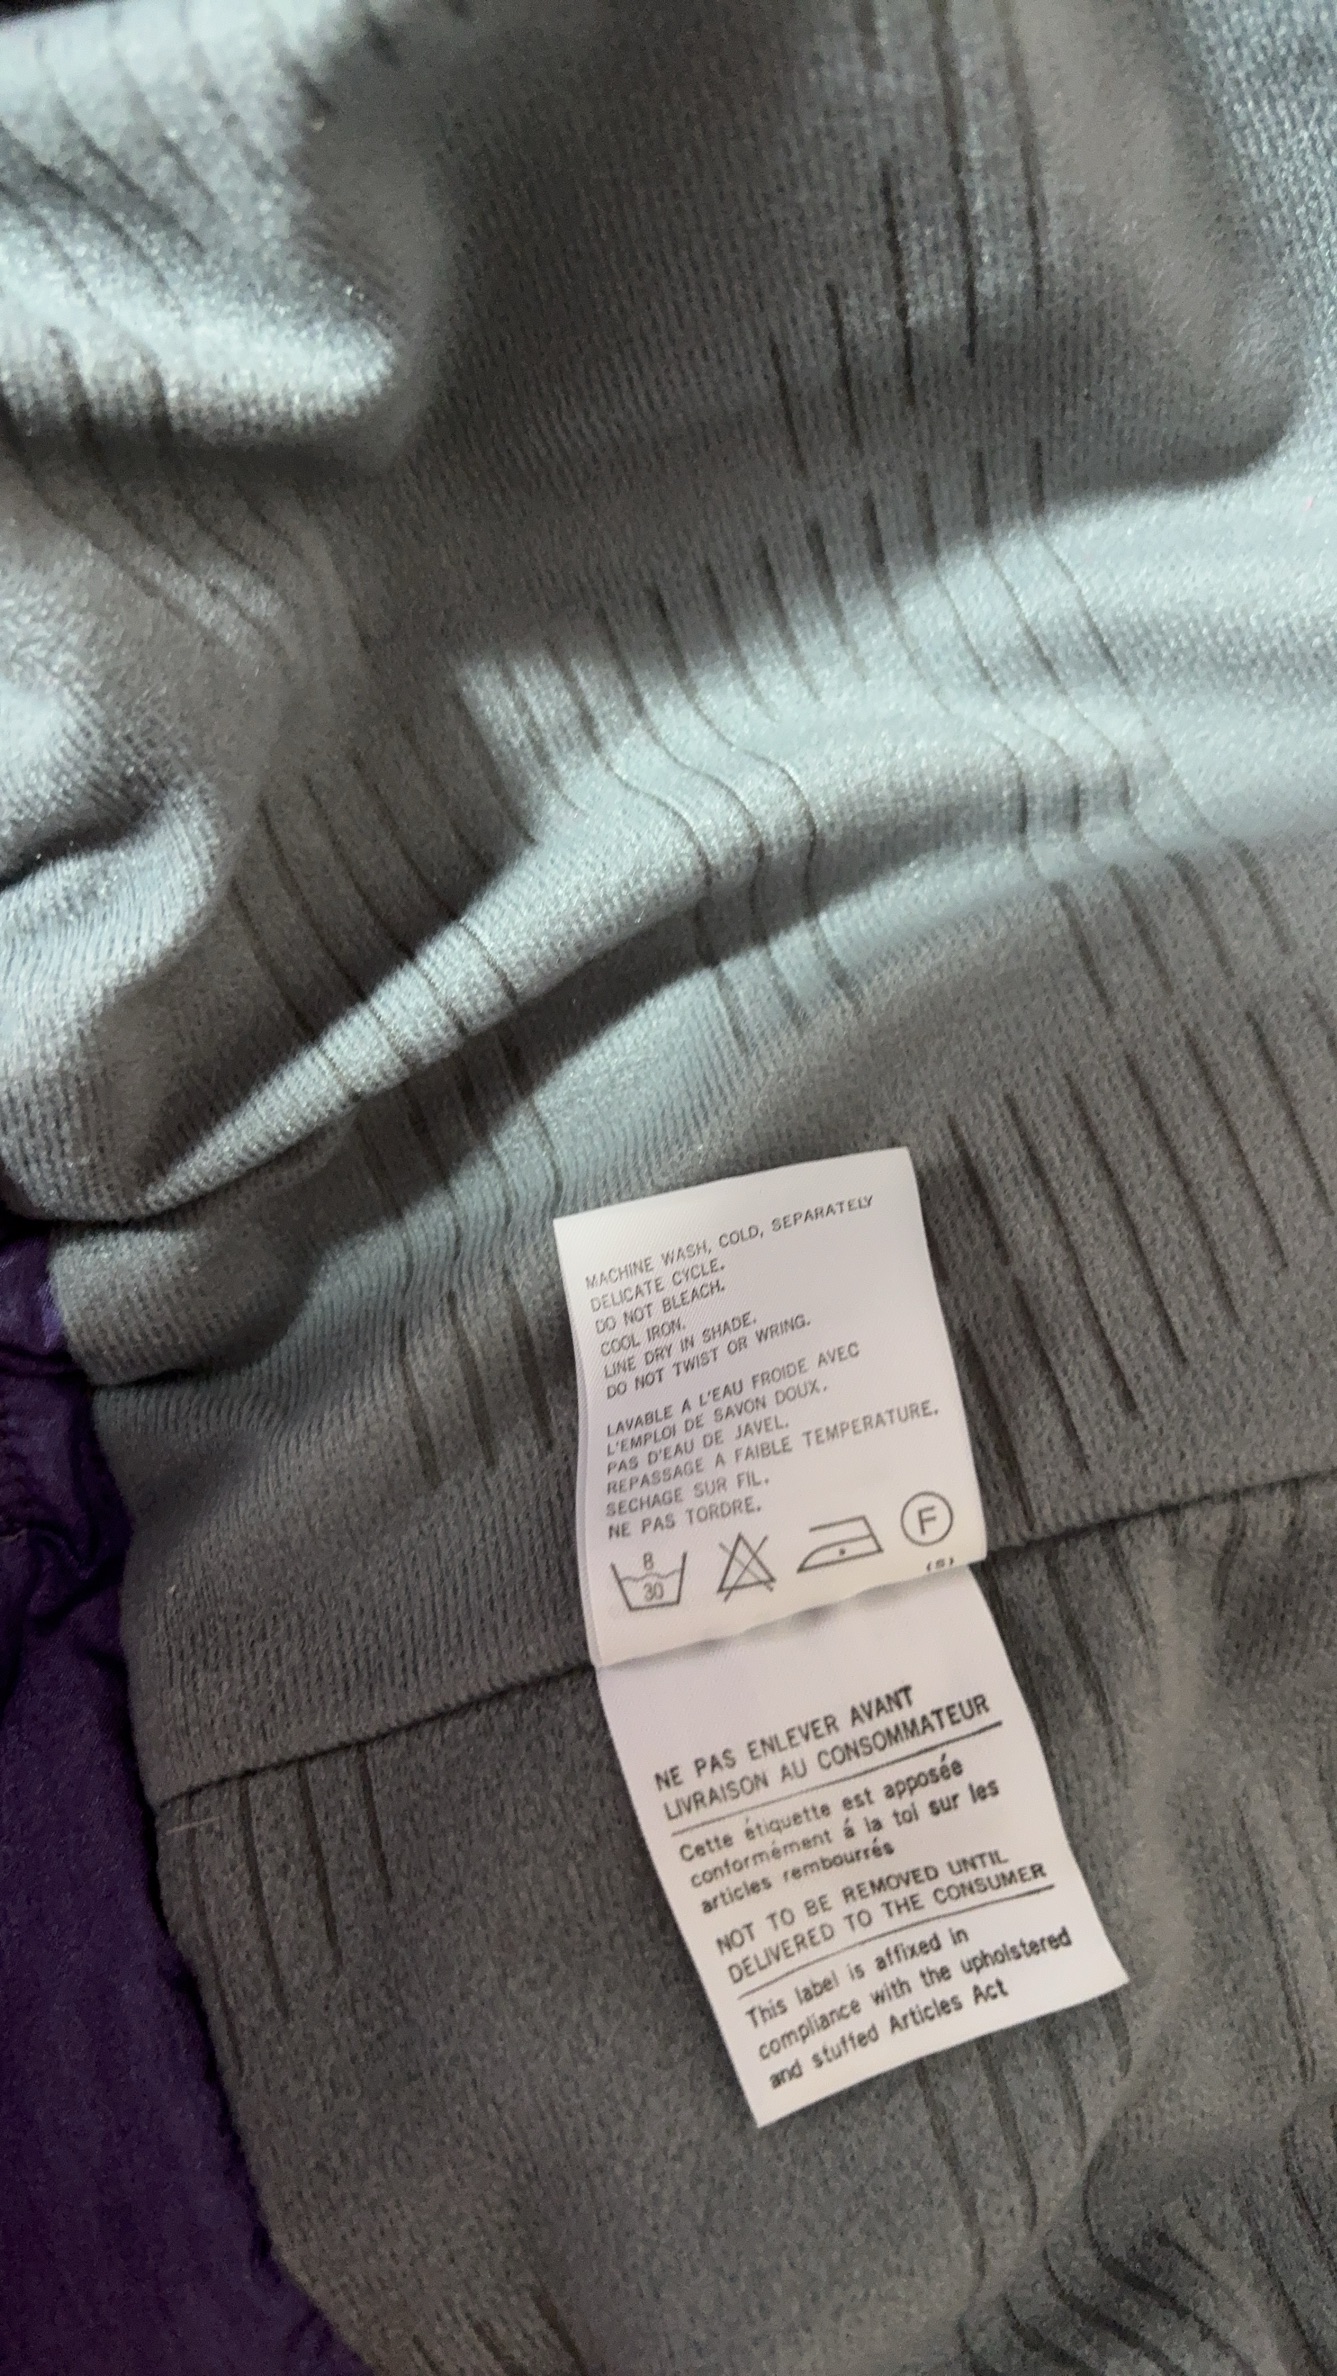 MACHINE WASH, COLD, SEPARATELY
DELICATE CYCLE.
DO NOT BLEACH.
COOL IRON.
LINE DRY IN SHADE.
DO NOT TWIST OR WRING.
LAVABLE A L'EAU FROIDE AVEC
L'EMPLOI DE SAVON DOUX.
PAS D'EAU DE JAVEL.
REPASSAGE A FAIBLE TEMPERATURE.
SECHAGE SUR FIL.
NE PAS TORDRE.
8
30
F
(S)
NE PAS ENLEVER AVANT
LIVRAISON AU CONSOMMATEUR
Cette étiquette est apposée
conformément á la toi sur les
articles rembourrés
NOT TO BE REMOVED UNTIL
DELIVERED TO THE CONSUMER
This label is affixed in
compliance with the upholstered
and stuffed Articles Act